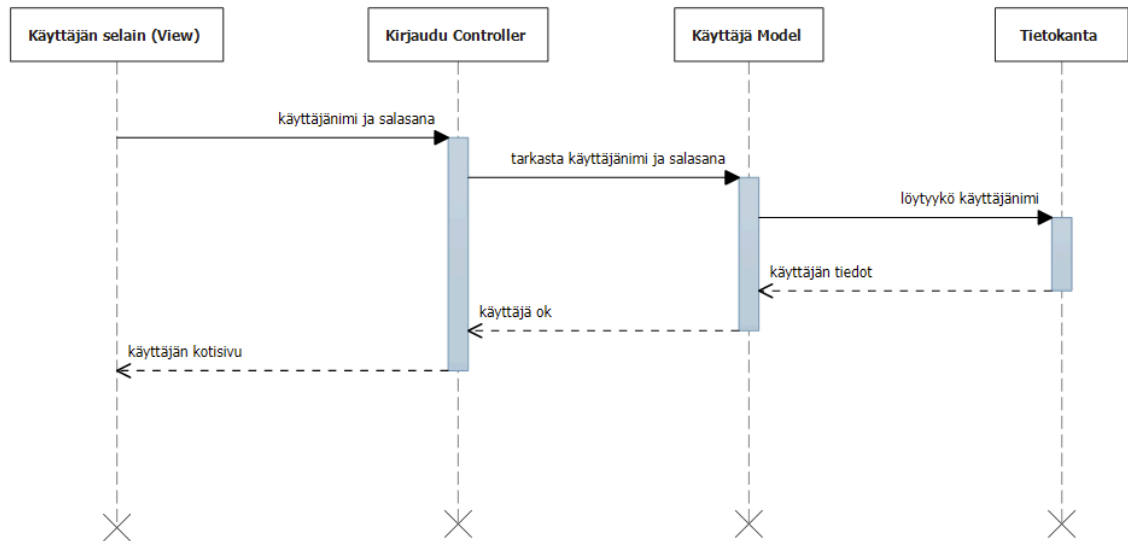 Käyttäjän selain (View)
Kirjaudu Controller
Käyttäjä Model
Tietokanta
käyttäjänimi ja salasana
tarkasta käyttäjänimi ja salasana
löytyykö käyttäjänimi
käyttäjän tiedot
käyttäjä ok
käyttäjän kotisivu